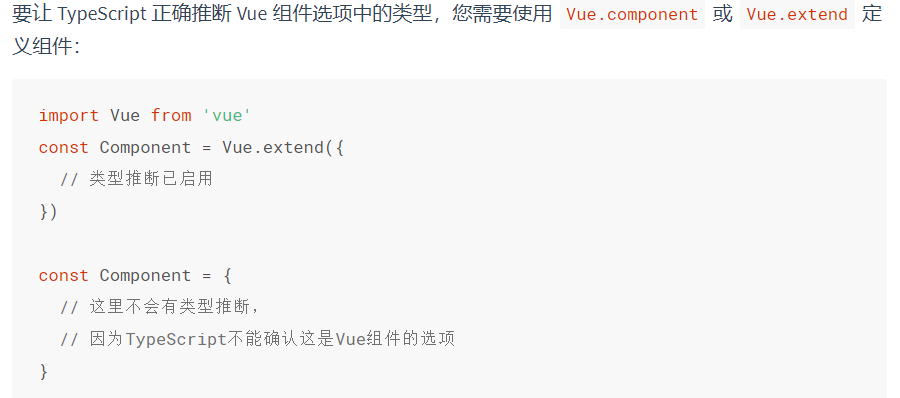 要让 TypeScript 正确推断 Vue 组件选项中的类型，您需要使用 Vue.component 或 Vue.extend 定
义组件：
import Vue from 'vue'
const Component = Vue.extend({
  // 类型推断已启用
})

const Component = {
  // 这里不会有类型推断，
  // 因为TypeScript不能确认这是Vue组件的选项
}